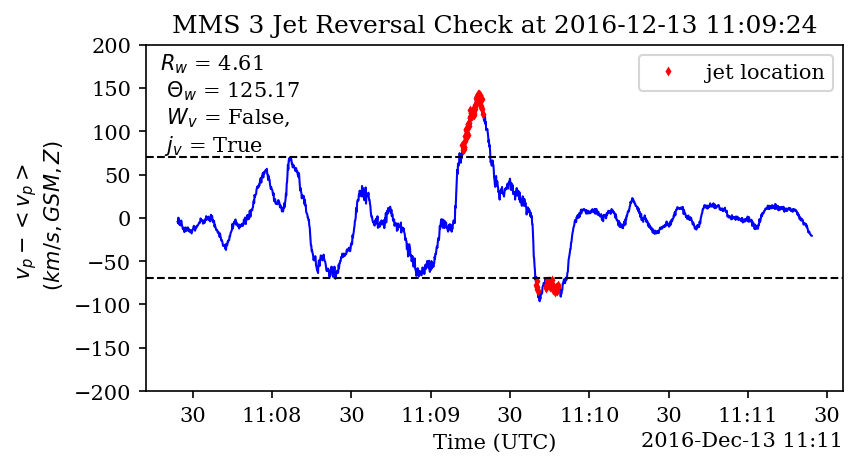 MMS 3 Jet Reversal Check at 2016-12-13 11:09:24
200
150
100
50
0
−50
−100
−150
−200
v_p − < v_p >
(km/s, GSM, Z)
R_w = 4.61
Θ_w = 125.17
W_v = False,
j_v = True
jet location
30 11:08 30 11:09 30 11:10 30 11:11 30
Time (UTC)
2016-Dec-13 11:11